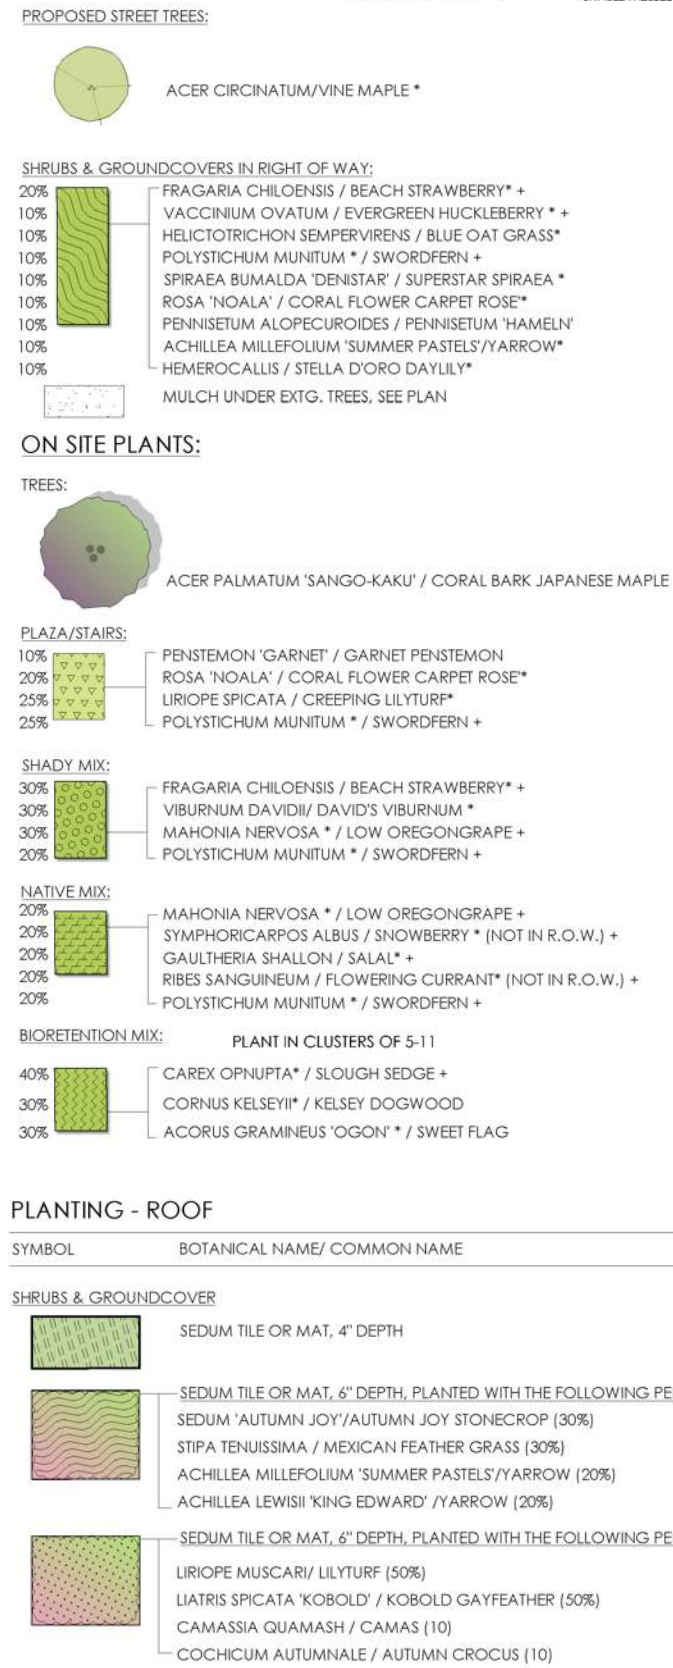 PROPOSED STREET TREES:
ACER CIRCINATUM/VINE MAPLE *
SHRUBS & GROUNDCOVERS IN RIGHT OF WAY:
20% FRAGARIA CHILOENSIS / BEACH STRAWBERRY* +
10% VACCINIUM OVATUM / EVERGREEN HUCKLEBERRY * +
10% HELICTOTRICHON SEMPERVIRENS / BLUE OAT GRASS*
10% POLYSTICHUM MUNITUM * / SWORDFERN +
10% SPIRAEA BUMALDA 'DENISTAR' / SUPERSTAR SPIRAEA *
10% ROSA 'NOALA' / CORAL FLOWER CARPET ROSE'*
10% PENNISETUM ALOPECUROIDES / PENNISETUM 'HAMELN'
10% ACHILLEA MILLEFOLIUM 'SUMMER PASTELS'/YARROW*
10% HEMEROCALLIS / STELLA D'ORO DAYLILY*
MULCH UNDER EXTG. TREES, SEE PLAN
ON SITE PLANTS:
TREES:
ACER PALMATUM 'SANGO-KAKU' / CORAL BARK JAPANESE MAPLE
PLAZA/STAIRS:
10% PENSTEMON 'GARNET' / GARNET PENSTEMON
20% ROSA 'NOALA' / CORAL FLOWER CARPET ROSE'*
25% LIRIOPE SPICATA / CREEPING LILYTURF*
25% POLYSTICHUM MUNITUM * / SWORDFERN +
SHADY MIX:
30% FRAGARIA CHILOENSIS / BEACH STRAWBERRY* +
30% VIBURNUM DAVIDII/ DAVID'S VIBURNUM *
30% MAHONIA NERVOSA * / LOW OREGONGRAPE +
20% POLYSTICHUM MUNITUM * / SWORDFERN +
NATIVE MIX:
20% MAHONIA NERVOSA * / LOW OREGONGRAPE +
20% SYMPHORICARPOS ALBUS / SNOWBERRY * (NOT IN R.O.W.) +
20% GAULTHERIA SHALLON / SALAL* +
20% RIBES SANGUINEUM / FLOWERING CURRANT* (NOT IN R.O.W.) +
20% POLYSTICHUM MUNITUM * / SWORDFERN +
BIORETENTION MIX: PLANT IN CLUSTERS OF 5-11
40% CAREX OPNUPTA* / SLOUGH SEDGE +
30% CORNUS KELSEYII* / KELSEY DOGWOOD
30% ACORUS GRAMINEUS 'OGON' * / SWEET FLAG
PLANTING - ROOF
SYMBOL BOTANICAL NAME/ COMMON NAME
SHRUBS & GROUNDCOVER
SEDUM TILE OR MAT, 4" DEPTH
SEDUM TILE OR MAT, 6" DEPTH, PLANTED WITH THE FOLLOWING PE
SEDUM 'AUTUMN JOY'/AUTUMN JOY STONECROP (30%)
STIPA TENUISSIMA / MEXICAN FEATHER GRASS (30%)
ACHILLEA MILLEFOLIUM 'SUMMER PASTELS'/YARROW (20%)
ACHILLEA LEWISII 'KING EDWARD' /YARROW (20%)
SEDUM TILE OR MAT, 6" DEPTH, PLANTED WITH THE FOLLOWING PE
LIRIOPE MUSCARI/ LILYTURF (50%)
LIATRIS SPICATA 'KOBOLD' / KOBOLD GAYFEATHER (50%)
CAMASSIA QUAMASH / CAMAS (10)
COCHICUM AUTUMNALE / AUTUMN CROCUS (10)